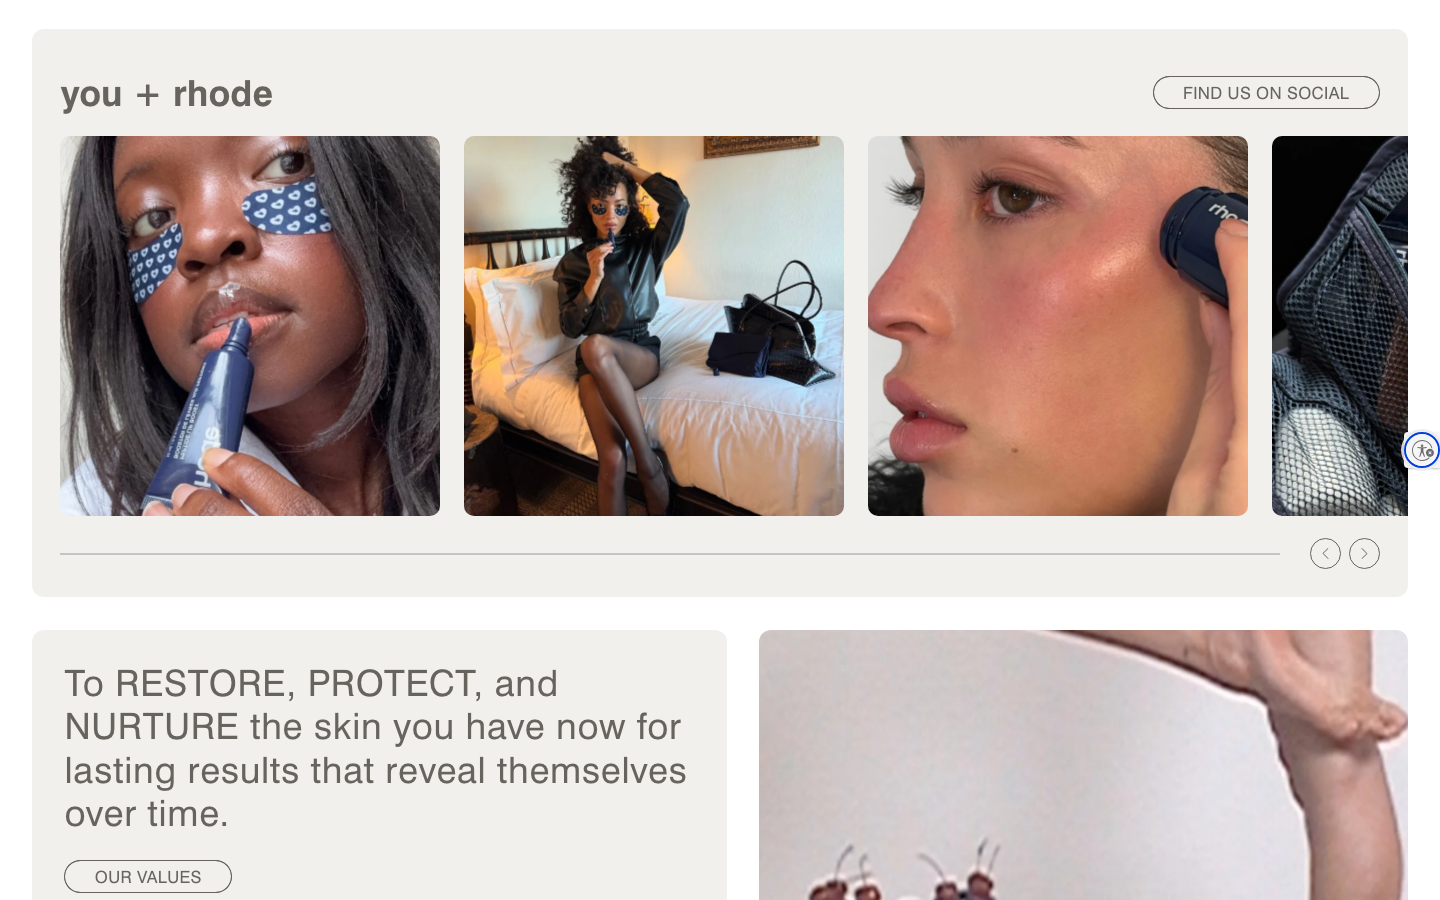 you + rhode
FIND US ON SOCIAL
To RESTORE, PROTECT, and
NURTURE the skin you have now for
lasting results that reveal themselves
over time.
OUR VALUES